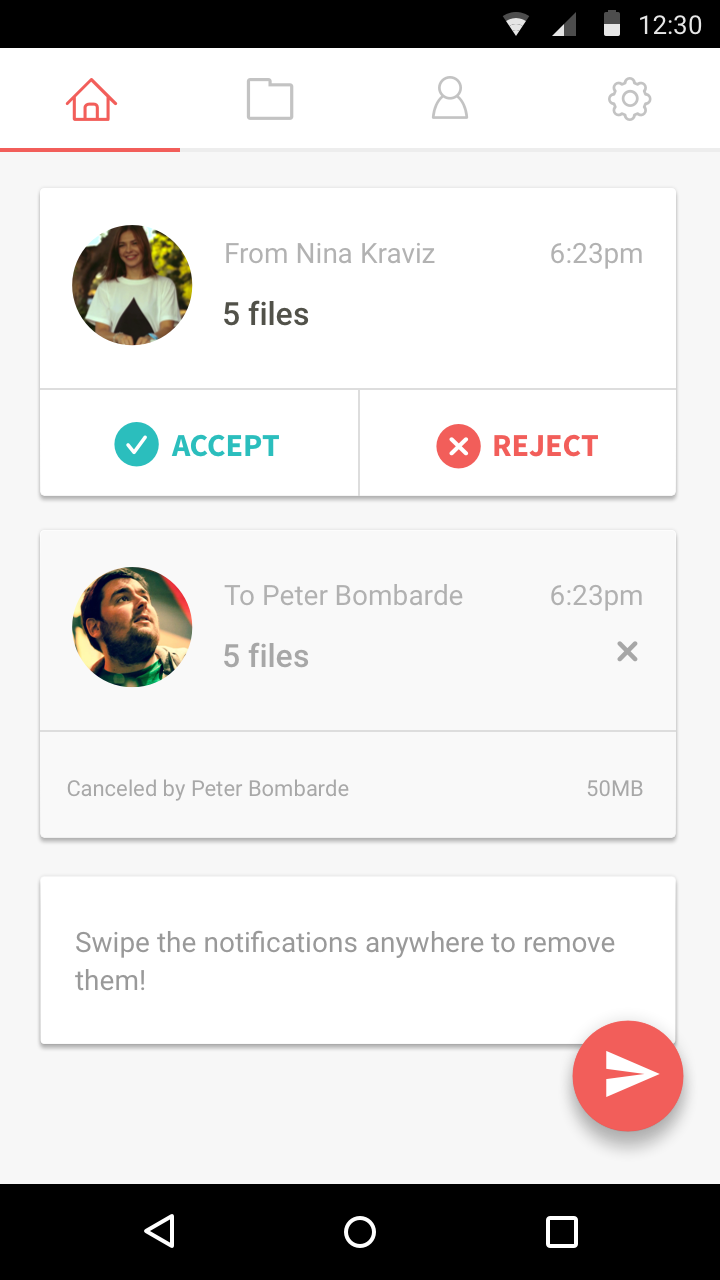 12:30
From Nina Kraviz 6:23pm
5 files
ACCEPT REJECT
To Peter Bombarde 6:23pm
5 files
Canceled by Peter Bombarde 50MB
Swipe the notifications anywhere to remove
them!